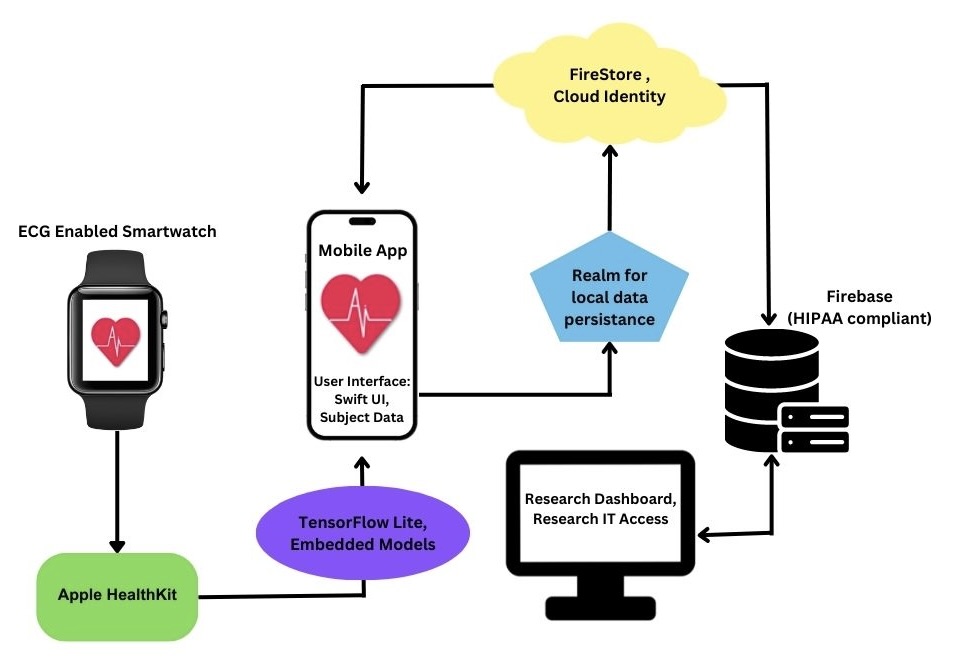 FireStore ,
Cloud Identity
ECG Enabled Smartwatch
Mobile App
User Interface:
Swift UI,
Subject Data
Realm for
local data
persistance
Firebase
(HIPAA compliant)
TensorFlow Lite,
Embedded Models
Research Dashboard,
Research IT Access
Apple HealthKit